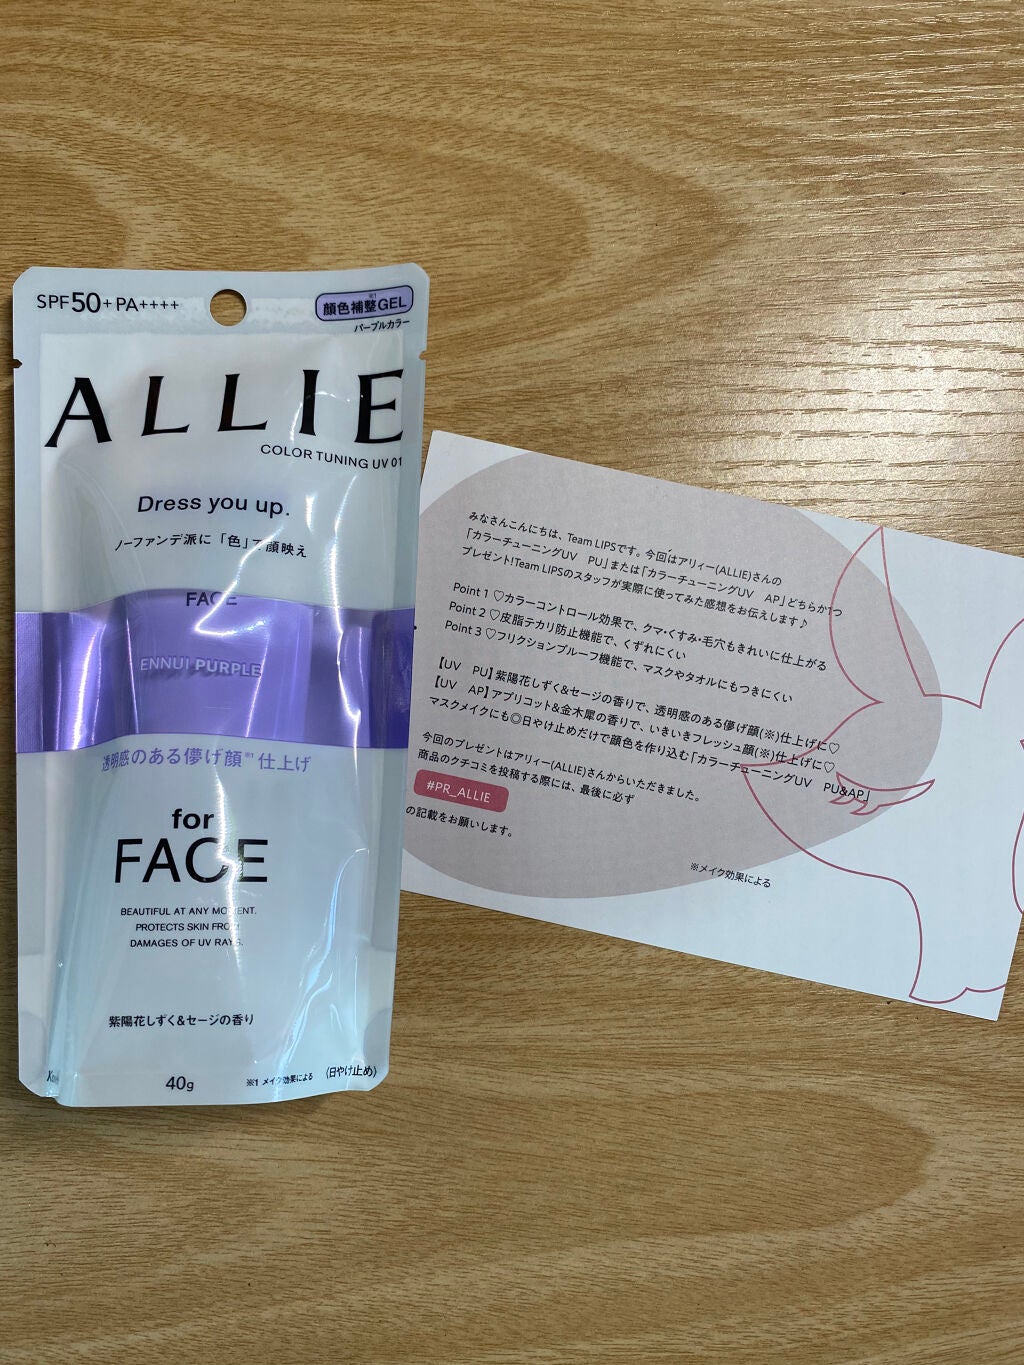 SPF50+PA++++
顔色補整※1GEL
パープルカラー
ALLIE
COLOR TUNING UV 01
Dress you up.
ノーファンデ派に「色」で顔映え
FACE
ENNUI PURPLE
透明感のある儚げ顔※1仕上げ
for
FACE
BEAUTIFUL AT ANY MOMENT.
PROTECTS SKIN FROM
DAMAGES OF UV RAYS.
紫陽花しずく&セージの香り
40g
※1 メイク効果による
〈日やけ止め〉
みなさんこんにちは、Team LIPSです。今回はアリィー(ALLIE)さんの
「カラーチューニングUV PU」または「カラーチューニングUV AP」どちらか1つ
プレゼント!Team LIPSのスタッフが実際に使ってみた感想をお伝えします♪
Point 1 ♡カラーコントロール効果で、クマ・くすみ・毛穴もきれいに仕上がる
Point 2 ♡皮脂テカリ防止機能で、くずれにくい
Point 3 ♡フリクションプルーフ機能で、マスクやタオルにもつきにくい
【UV PU】紫陽花しずく&セージの香りで、透明感のある儚げ顔(※)仕上げに♡
【UV AP】アプリコット&金木犀の香りで、いきいきフレッシュ顔(※)仕上げに♡
マスクメイクにも◎日やけ止めだけで顔色を作り込む「カラーチューニングUV PU&AP」
今回のプレゼントはアリィー(ALLIE)さんからいただきました。
商品のクチコミを投稿する際には、最後に必ず
#PR_ALLIE
の記載をお願いします。
※メイク効果による